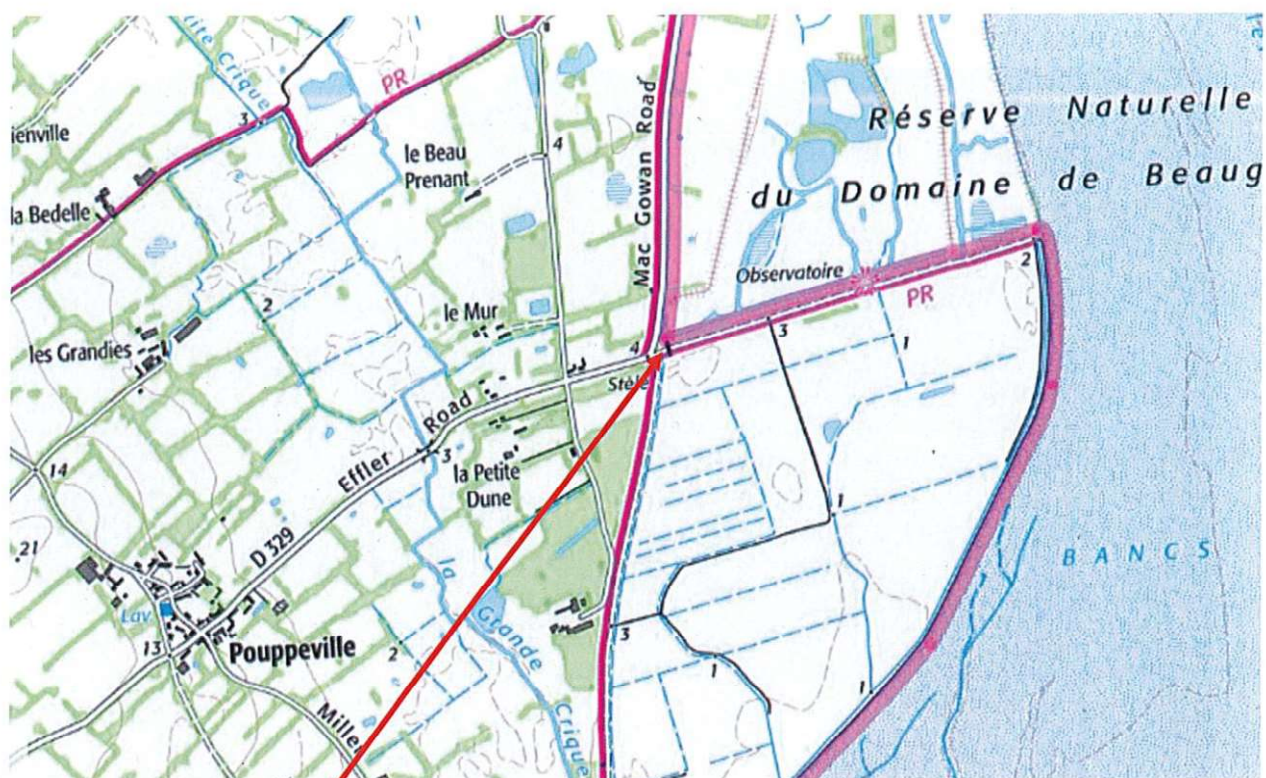 Crique
PR
3
ienville
la Bedelle
le Beau
Prenant
4
Mac Gowan Road
Réserve Naturelle
du Domaine de Beaug
Observatoire
PR
2
3
1
2
le Mur
les Grandies
4
Stèle
Effler Road
3
la Petite
Dune
14
21
D 329
1
BANCS
Lav.
13
Pouppeville
la Grande Crique
2
3
1
1
Miller